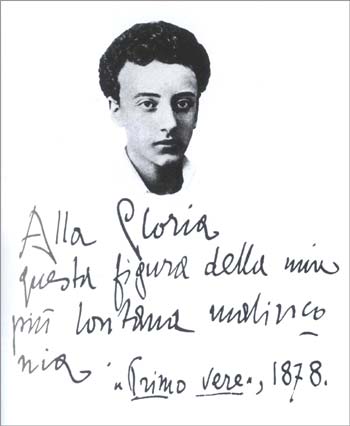 Alla Gloria
questa figura della mia
più lontana malinco
nia.
"Primo vere", 1878.